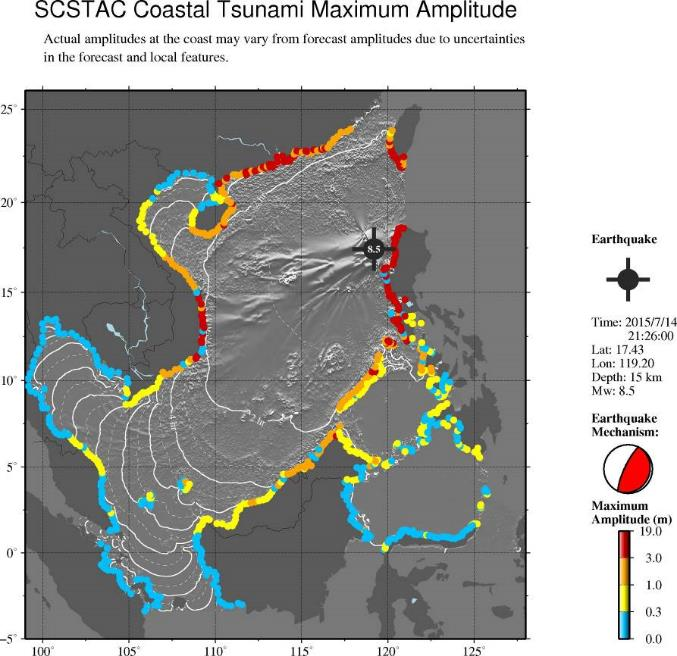 SCSTAC Coastal Tsunami Maximum Amplitude
Actual amplitudes at the coast may vary from forecast amplitudes due to uncertainties
in the forecast and local features.
25°
20°
15°
10°
5°
0°
−5°
100°
105°
110°
115°
120°
125°
8.5
Earthquake
Time: 2015/7/14
21:26:00
Lat: 17.43
Lon: 119.20
Depth: 15 km
Mw: 8.5
Earthquake
Mechanism:
Maximum
Amplitude (m)
19.0
3.0
1.0
0.3
0.0